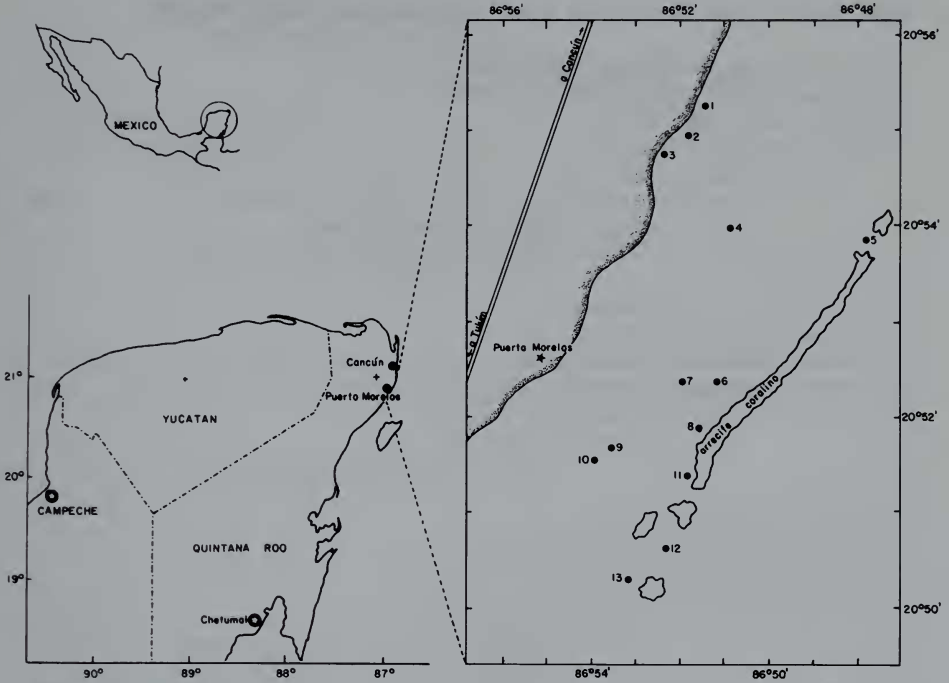 MEXICO
21°
20°
19°
90°
89°
88°
87°
YUCATAN
CAMPECHE
QUINTANA ROO
Chetumal
Cancún
Puerto Morelos
86°56'
86°52'
86°48'
20°56'
20°54'
20°52'
20°50'
86°54'
86°50'
a Cancún →
← a Tulúm
Puerto Morelos
arrecife coralino
1
2
3
4
5
7
6
8
9
10
11
12
13